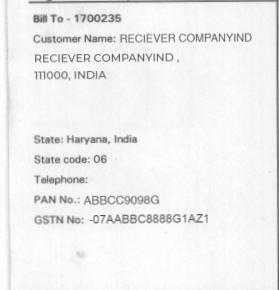 Bill To - 1700235
Customer Name: RECIEVER COMPANYIND
RECIEVER COMPANYIND ,
111000, INDIA
State: Haryana, India
State code: 06
Telephone:
PAN No.: ABBCC9098G
GSTN No: -07AABBC8888G1AZ1